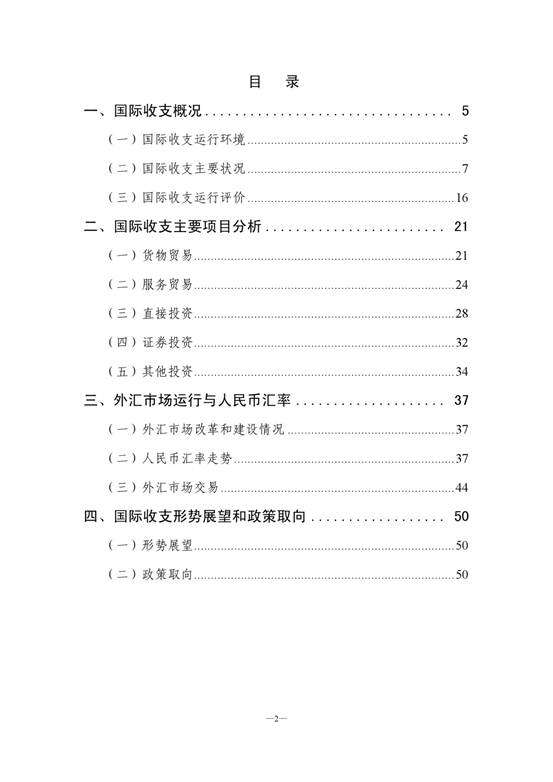 目 录
一、国际收支概况.................................. 5
（一）国际收支运行环境..................................5
（二）国际收支主要状况..................................7
（三）国际收支运行评价..................................16
二、国际收支主要项目分析........................ 21
（一）货物贸易..................................21
（二）服务贸易..................................24
（三）直接投资..................................28
（四）证券投资..................................32
（五）其他投资..................................34
三、外汇市场运行与人民币汇率.................... 37
（一）外汇市场改革和建设情况..................................37
（二）人民币汇率走势..................................37
（三）外汇市场交易..................................44
四、国际收支形势展望和政策取向.................. 50
（一）形势展望..................................50
（二）政策取向..................................50
—2—